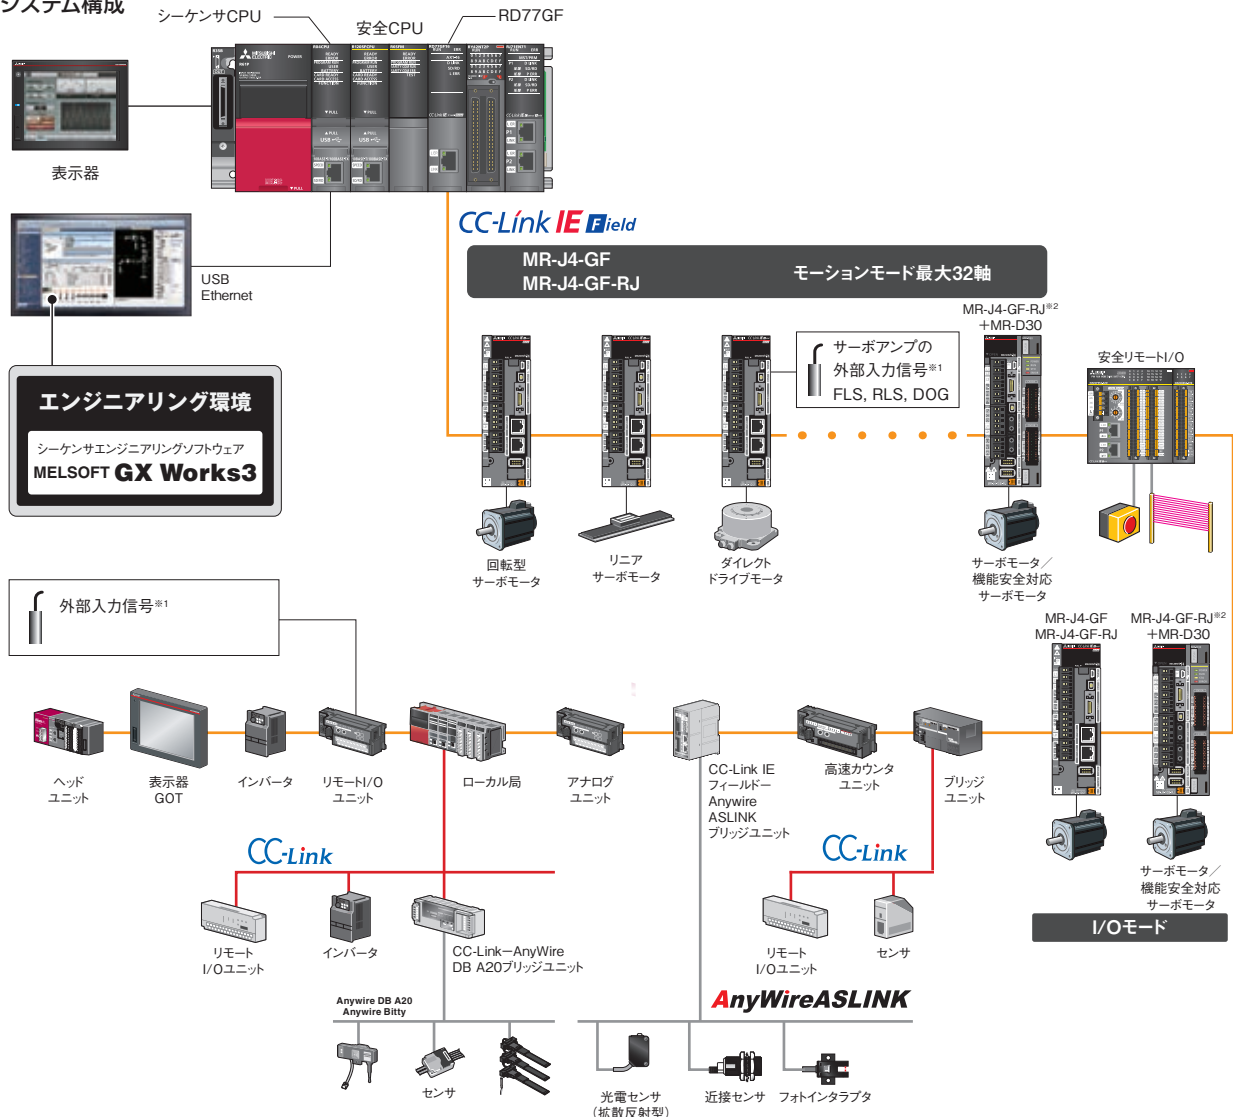 システム構成
シーケンサCPU
安全CPU
RD77GF
表示器
USB
Ethernet
エンジニアリング環境
シーケンサエンジニアリングソフトウェア
MELSOFT GX Works3
CC-Link IE Field
MR-J4-GF
MR-J4-GF-RJ
モーションモード最大32軸
サーボアンプの
外部入力信号※1
FLS, RLS, DOG
MR-J4-GF-RJ※2
+MR-D30
安全リモートI/O
回転型
サーボモータ
リニア
サーボモータ
ダイレクト
ドライブモータ
サーボモータ/
機能安全対応
サーボモータ
外部入力信号※1
MR-J4-GF
MR-J4-GF-RJ
MR-J4-GF-RJ※2
+MR-D30
ヘッド
ユニット
表示器
GOT
インバータ
リモートI/O
ユニット
ローカル局
アナログ
ユニット
CC-Link IE
フィールドー
Anywire
ASLINK
ブリッジユニット
高速カウンタ
ユニット
ブリッジ
ユニット
サーボモータ/
機能安全対応
サーボモータ
I/Oモード
CC-Link
リモート
I/Oユニット
インバータ
CC-LinkーAnyWire
DB A20ブリッジユニット
CC-Link
リモート
I/Oユニット
センサ
Anywire DB A20
Anywire Bitty
センサ
AnyWireASLINK
光電センサ
(拡散反射型)
近接センサ
フォトインタラプタ